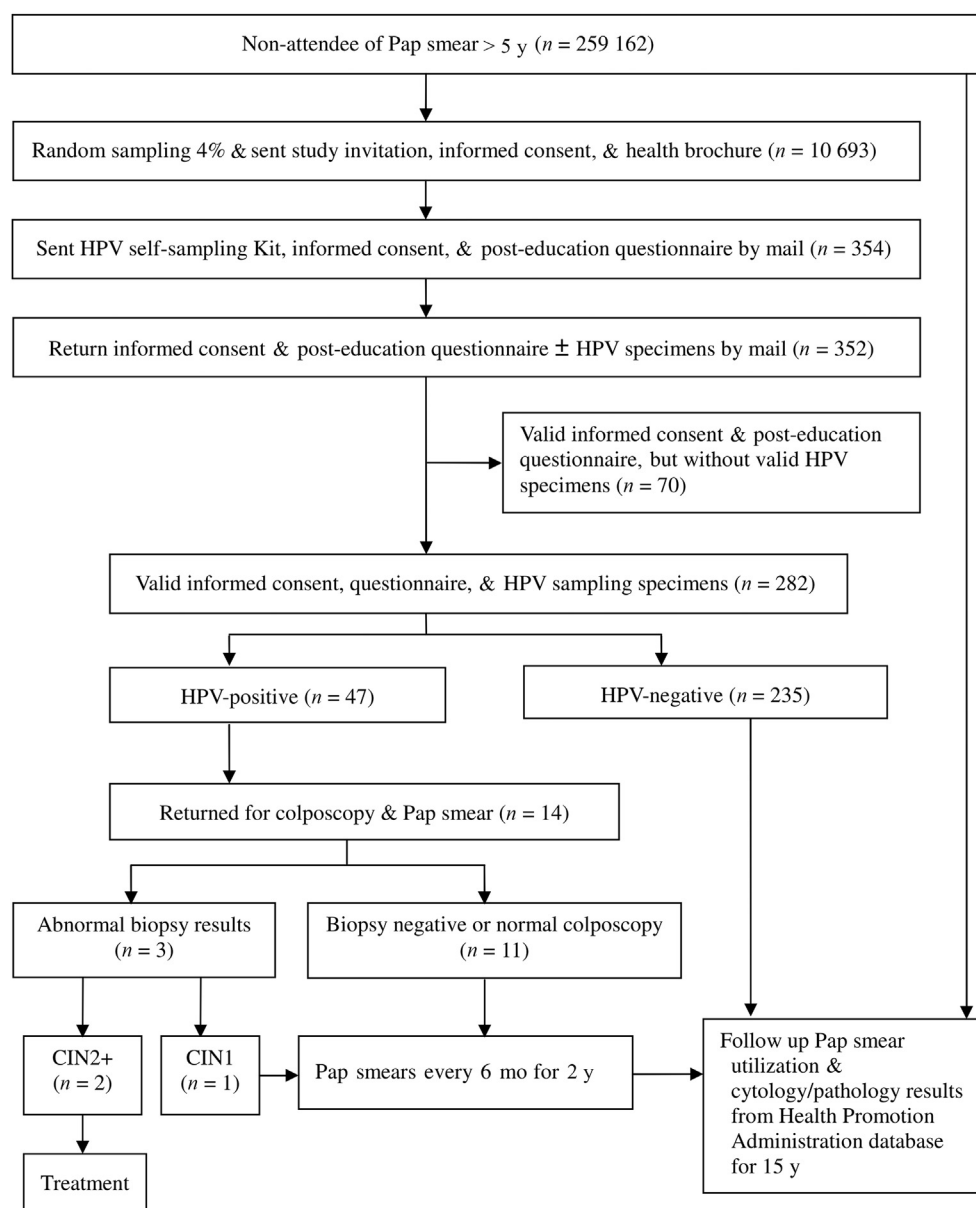 Non-attendee of Pap smear > 5 y (n = 259 162)
Random sampling 4% & sent study invitation, informed consent, & health brochure (n = 10 693)
Sent HPV self-sampling Kit, informed consent, & post-education questionnaire by mail (n = 354)
Return informed consent & post-education questionnaire ± HPV specimens by mail (n = 352)
Valid informed consent & post-education
questionnaire, but without valid HPV
specimens (n = 70)
Valid informed consent, questionnaire, & HPV sampling specimens (n = 282)
HPV-positive (n = 47)
HPV-negative (n = 235)
Returned for colposcopy & Pap smear (n = 14)
Abnormal biopsy results
(n = 3)
Biopsy negative or normal colposcopy
(n = 11)
CIN2+
(n = 2)
CIN1
(n = 1)
Pap smears every 6 mo for 2 y
Follow up Pap smear
utilization &
cytology/pathology results
from Health Promotion
Administration database
for 15 y
Treatment